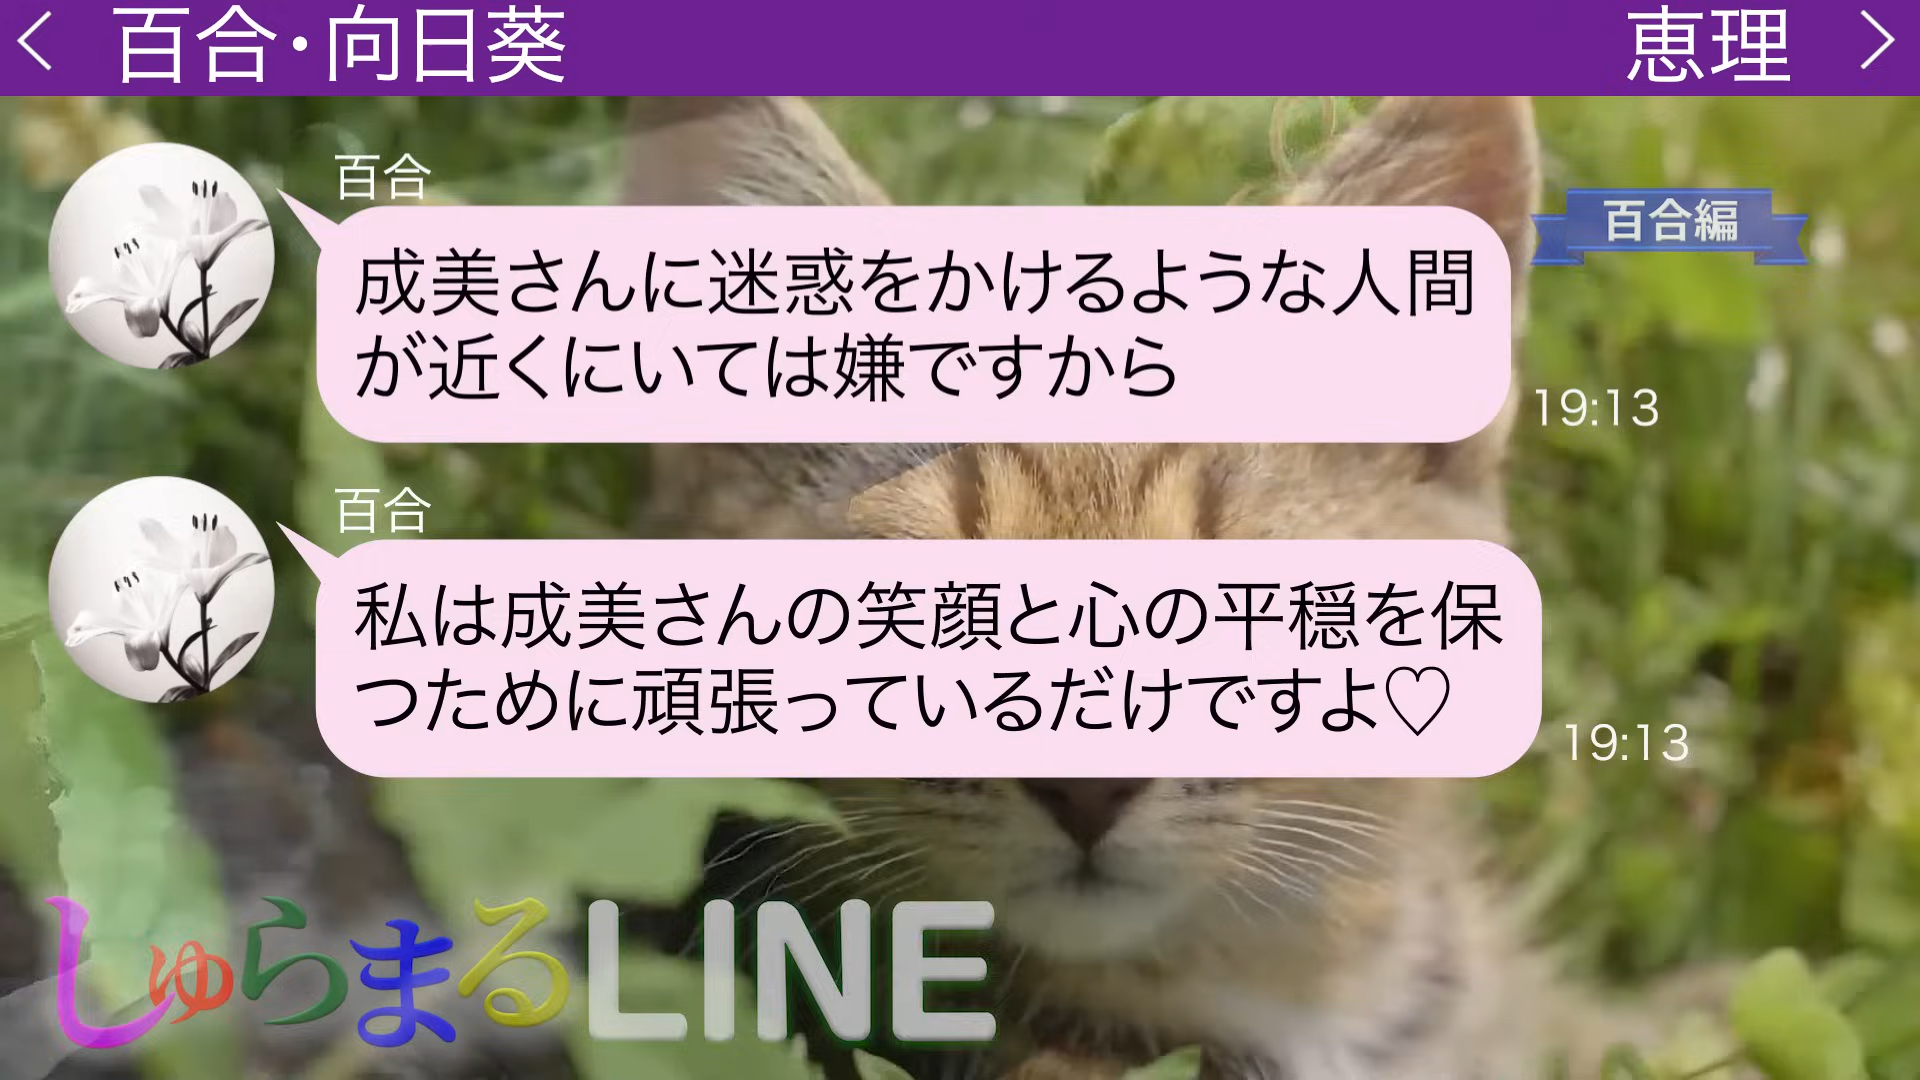 百合・向日葵
恵理
百合
百合編
成美さんに迷惑をかけるような人間
が近くにいては嫌ですから
19:13
百合
私は成美さんの笑顔と心の平穏を保
つために頑張っているだけですよ♡
19:13
しゅらまるLINE